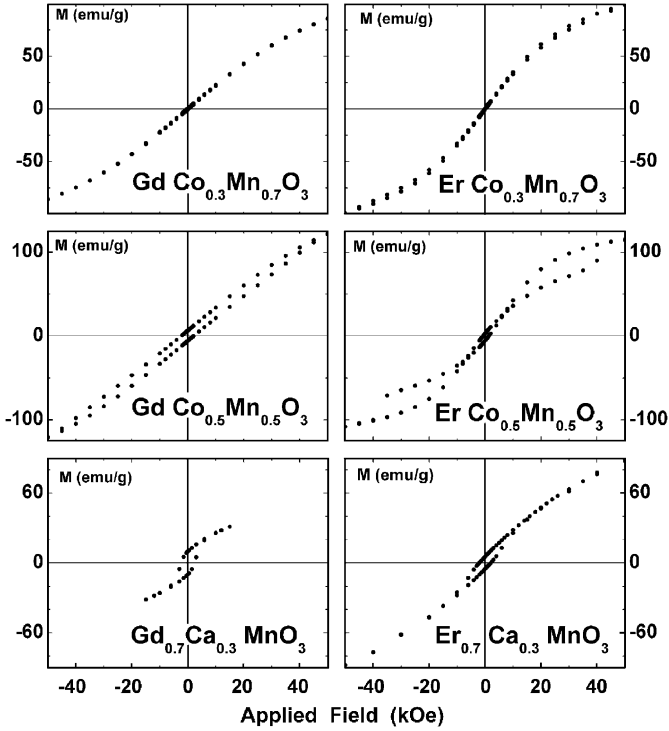 M (emu/g)
50
0
-50
Gd Co0.3Mn0.7O3
M (emu/g)
50
0
-50
Er Co0.3Mn0.7O3
M (emu/g)
100
0
-100
Gd Co0.5Mn0.5O3
M (emu/g)
100
0
-100
Er Co0.5Mn0.5O3
M (emu/g)
60
0
-60
Gd0.7Ca0.3 MnO3
M (emu/g)
60
0
-60
Er0.7 Ca0.3 MnO3
-40 -20 0 20 40
-40 -20 0 20 40
Applied Field (kOe)